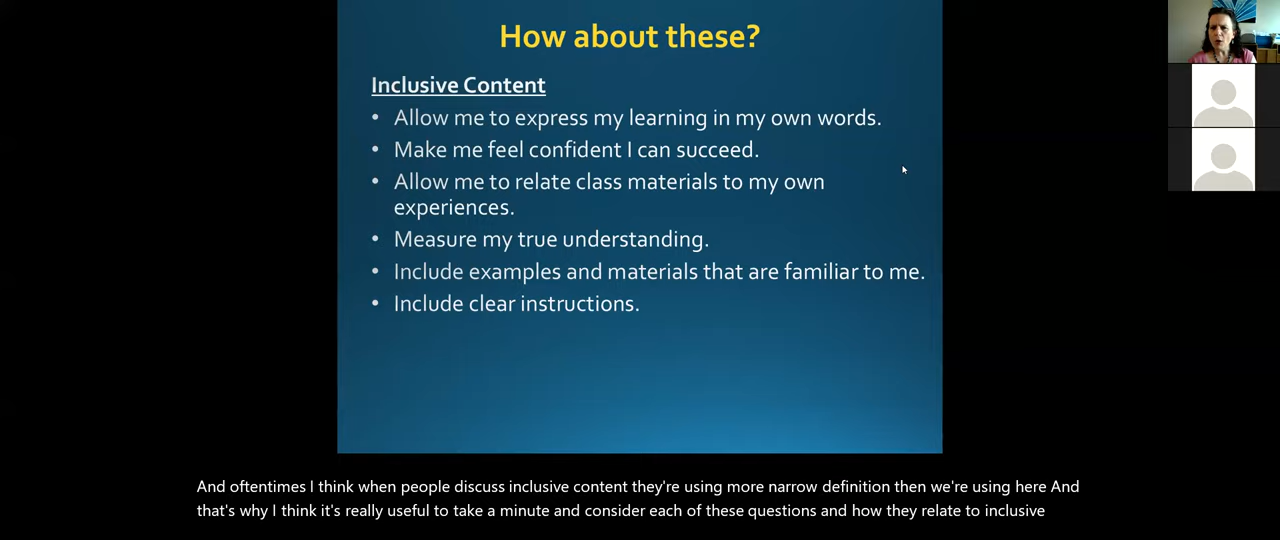 How about these?
Inclusive Content
• Allow me to express my learning in my own words.
• Make me feel confident I can succeed.
• Allow me to relate class materials to my own
experiences.
• Measure my true understanding.
• Include examples and materials that are familiar to me.
• Include clear instructions.
And oftentimes I think when people discuss inclusive content they're using more narrow definition then we're using here And
that's why I think it's really useful to take a minute and consider each of these questions and how they relate to inclusive